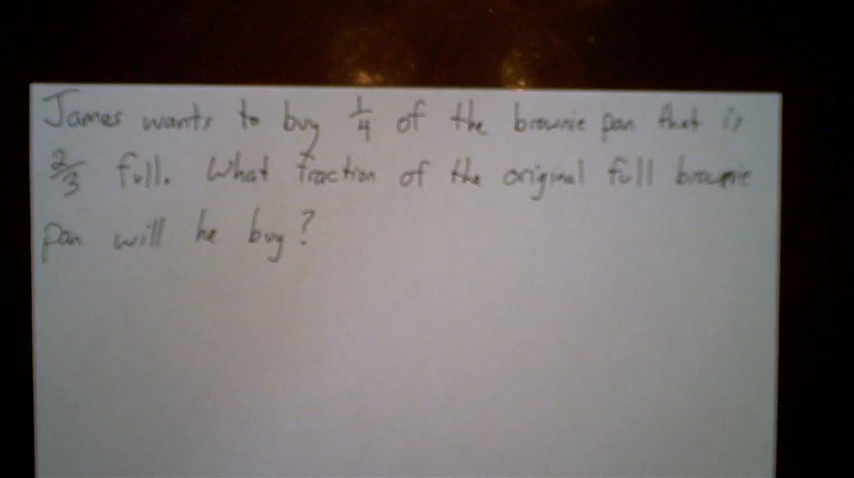 James wants to buy 1/4 of the brownie pan that is
2/3 full. What fraction of the original full brownie
pan will he buy?